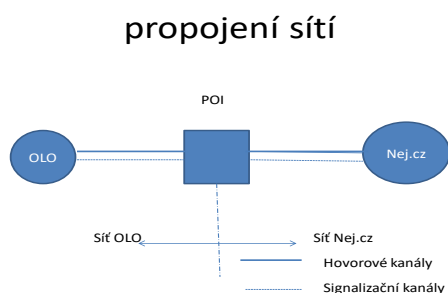 propojení sítí
POI
OLO
Nej.cz
Síť OLO
Síť Nej.cz
Hovorové kanály
Signalizační kanály